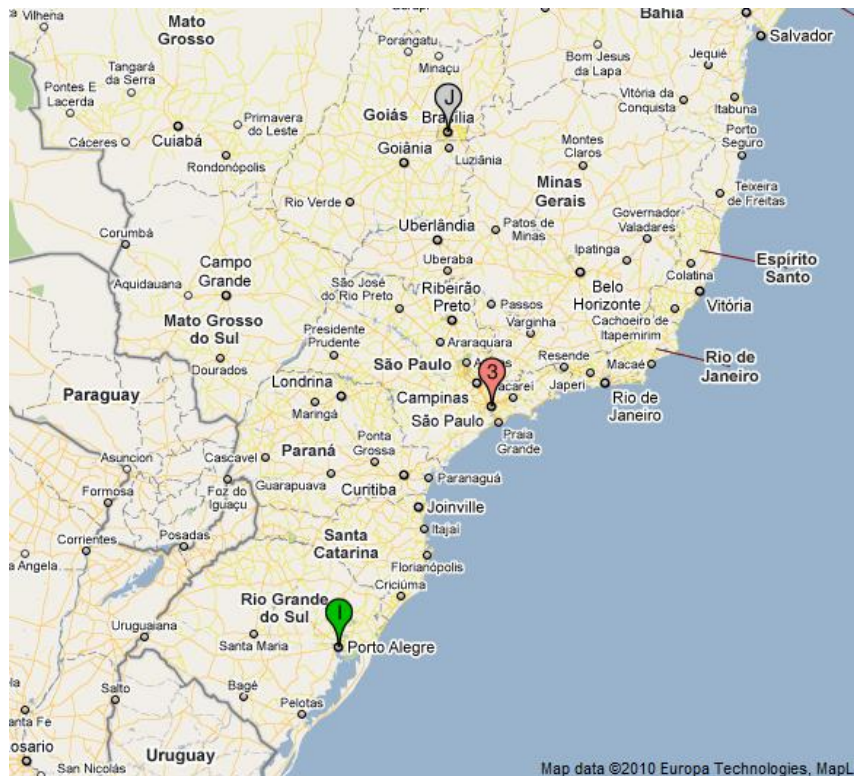 Vilhena
Mato
Grosso
Porangatu
Minaçu
Bahia
Salvador
Tangará
da Serra
Bom Jesus
da Lapa
Jequié
Pontes E
Lacerda
Primavera
do Leste
Goiás
J
Brasília
Vitória da
Conquista
Itabuna
Cáceres
Cuiabá
Goiânia
Luziânia
Montes
Claros
Porto
Seguro
Rondonópolis
Minas
Gerais
Teixeira
de Freitas
Rio Verde
Uberlândia
Patos de
Minas
Governador
Valadares
Corumbá
Ipatinga
Espírito
Santo
Campo
Grande
Uberaba
Colatina
Aquidauana
São José
do Rio Preto
Ribeirão
Preto
Passos
Belo
Horizonte
Vitória
Mato Grosso
do Sul
Varginha
Cachoeiro de
Itapemirim
Presidente
Prudente
Araraquara
Rio de
Janeiro
Dourados
São Paulo
Resende
Macaé
Paraguay
Londrina
3
acareí
Japeri
Maringá
Campinas
São Paulo
Rio de
Janeiro
Praia
Grande
Paraná
Ponta
Grossa
Asuncion
Cascavel
Guarapuava
Curitiba
Paranaguá
Formosa
Foz do
Iguaçu
Joinville
Corrientes
Posadas
Santa
Catarina
Itajaí
a Angela
Florianópolis
Criciúma
Rio Grande
do Sul
I
Uruguaiana
Santa Maria
Porto Alegre
Salto
Bagé
Pelotas
anta Fe
osario
Uruguay
San Nicolás
Map data ©2010 Europa Technologies, MapL